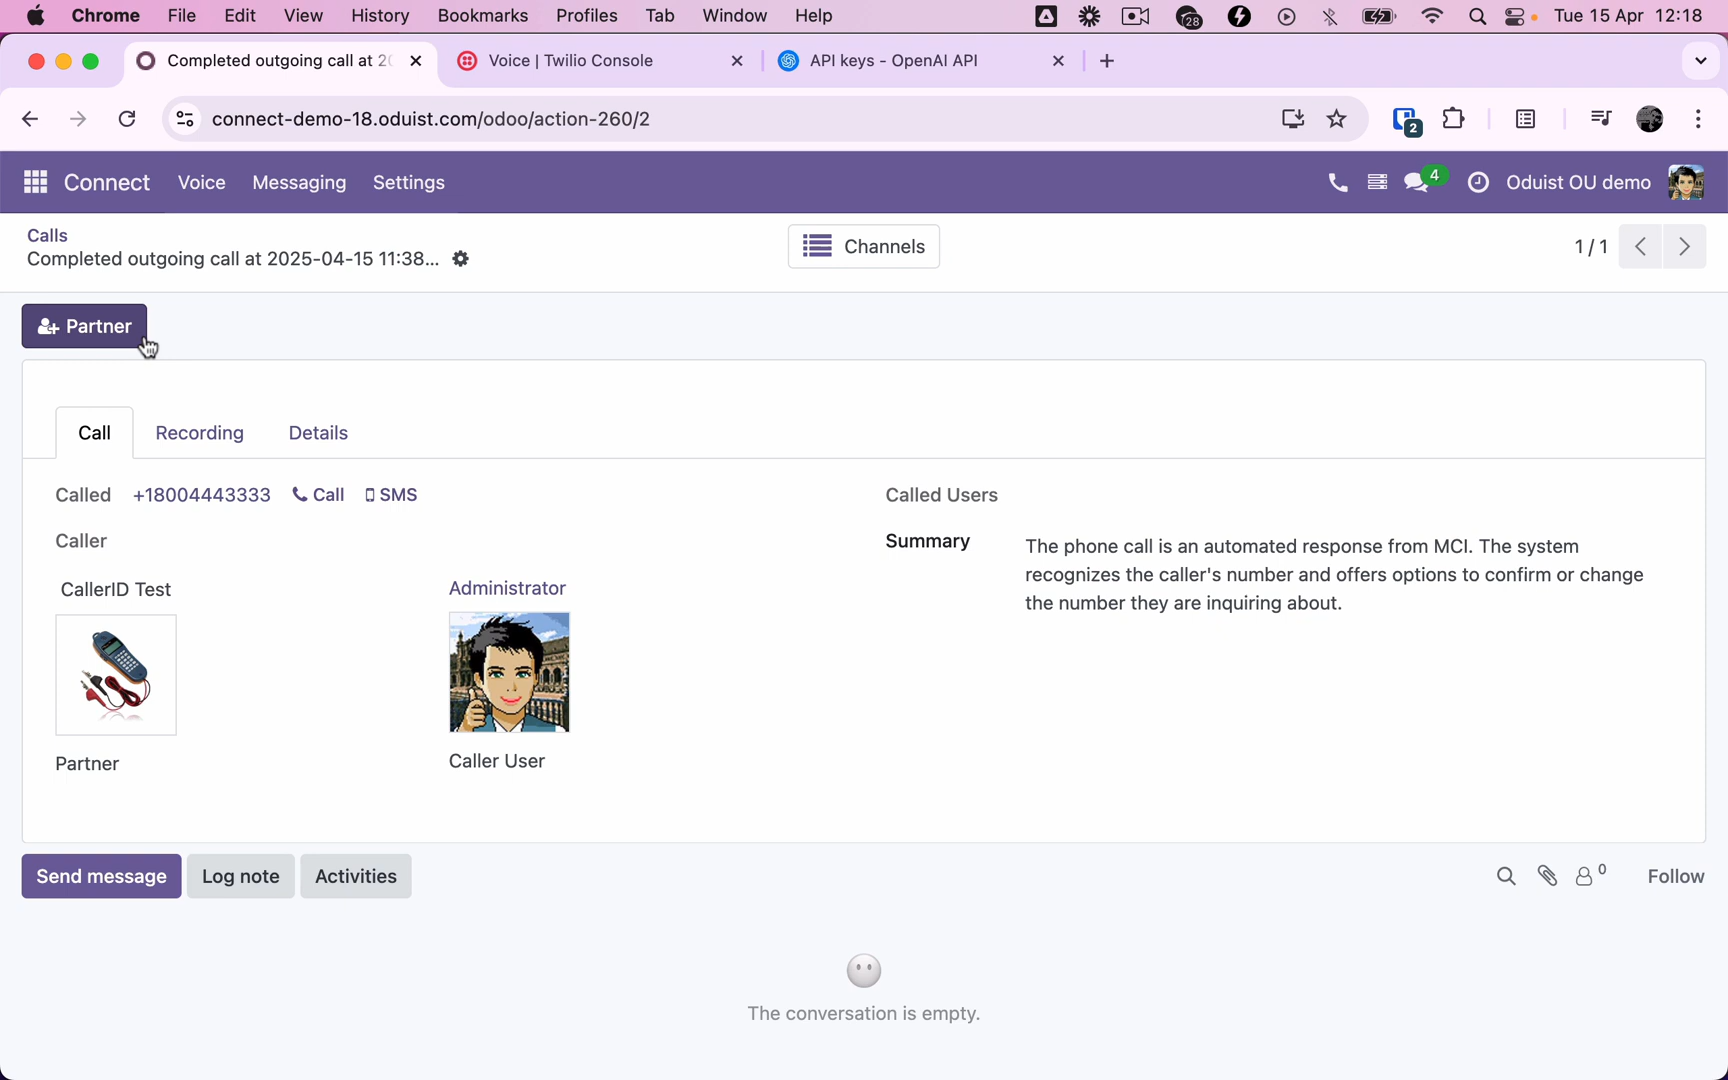 Chrome File Edit View History Bookmarks Profiles Tab Window Help 28 Tue 15 Apr 12:18
Completed outgoing call at 20 Voice | Twilio Console API keys - OpenAI API
connect-demo-18.oduist.com/odoo/action-260/2 2
Connect Voice Messaging Settings 4 Oduist OU demo
Calls
Completed outgoing call at 2025-04-15 11:38...
Channels
1 / 1
Partner
Call Recording Details
Called +18004443333 Call SMS
Caller
CallerID Test
Partner
Administrator
Caller User
Called Users
Summary
The phone call is an automated response from MCI. The system
recognizes the caller's number and offers options to confirm or change
the number they are inquiring about.
Send message Log note Activities 0 Follow
The conversation is empty.